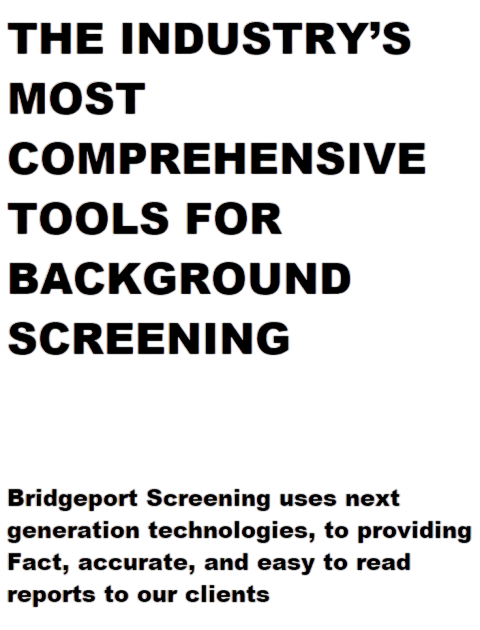 THE INDUSTRY’S
MOST
COMPREHENSIVE
TOOLS FOR
BACKGROUND
SCREENING
Bridgeport Screening uses next
generation technologies, to providing
Fact, accurate, and easy to read
reports to our clients